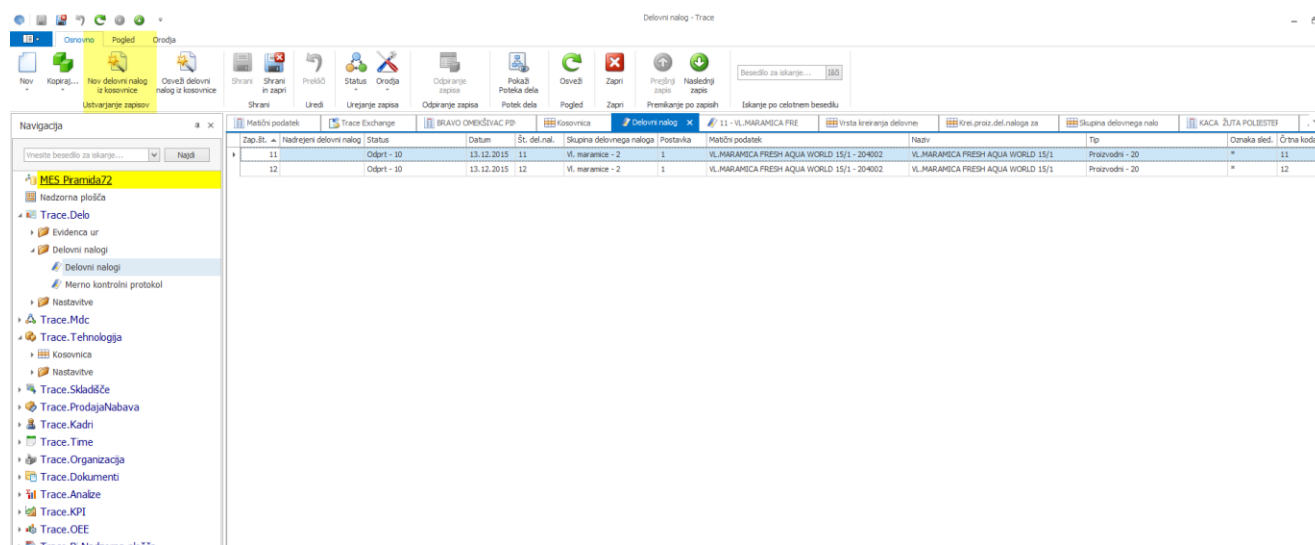 Delovni nalog - Trace
Osnovno Pogled Orodja
Nov Kopiraj... Nov delovni nalog iz kosovnice Osveži delovni nalog iz kosovnice Shrani Shrani in zapri Prekliči Status Orodja Odpiranje zapisa Pokaži Poteka dela Osveži Zapri Prejšnji zapis Naslednji zapis Besedilo za iskanje... Išči
Ustvarjanje zapisov Shrani Uredi Urejanje zapisa Odpiranje zapisa Potek dela Pogled Zapri Premikanje po zapisih Iskanje po celotnem besedilu
Navigacija
Matični podatek Trace Exchange BRAVO OMEKŠIVAC Kosovnica Delovni nalog 11 - VL.MARAMICA FRE Vrsta kreiranja delovne Krei.proiz.del.naloga za Skupina delovnega nalo KACA ŽUTA POLIESTE
Zap.št. Nadrejeni delovni nalog Status Datum Št. del.nal. Skupina delovnega naloga Postavka Matični podatek Naziv Tip Oznaka sled. Črtna koda
11 Odprt - 10 13.12.2015 11 Vl. maramice - 2 1 VL.MARAMICA FRESH AQUA WORLD 15/1 - 204002 VL.MARAMICA FRESH AQUA WORLD 15/1 Proizvodni - 20 * 11
12 Odprt - 10 13.12.2015 12 Vl. maramice - 2 1 VL.MARAMICA FRESH AQUA WORLD 15/1 - 204002 VL.MARAMICA FRESH AQUA WORLD 15/1 Proizvodni - 20 * 12
Vnesite besedilo za iskanje... Najdi
MES Piramida72
Nadzorna plošča
Trace.Delo
Evidenca ur
Delovni nalogi
Delovni nalogi
Merno kontrolni protokol
Nastavitve
Trace.Mdc
Trace.Tehnologija
Kosovnica
Nastavitve
Trace.Skladišče
Trace.ProdajaNabava
Trace.Kadri
Trace.Time
Trace.Organizacija
Trace.Dokumenti
Trace.Analize
Trace.KPI
Trace.OEE